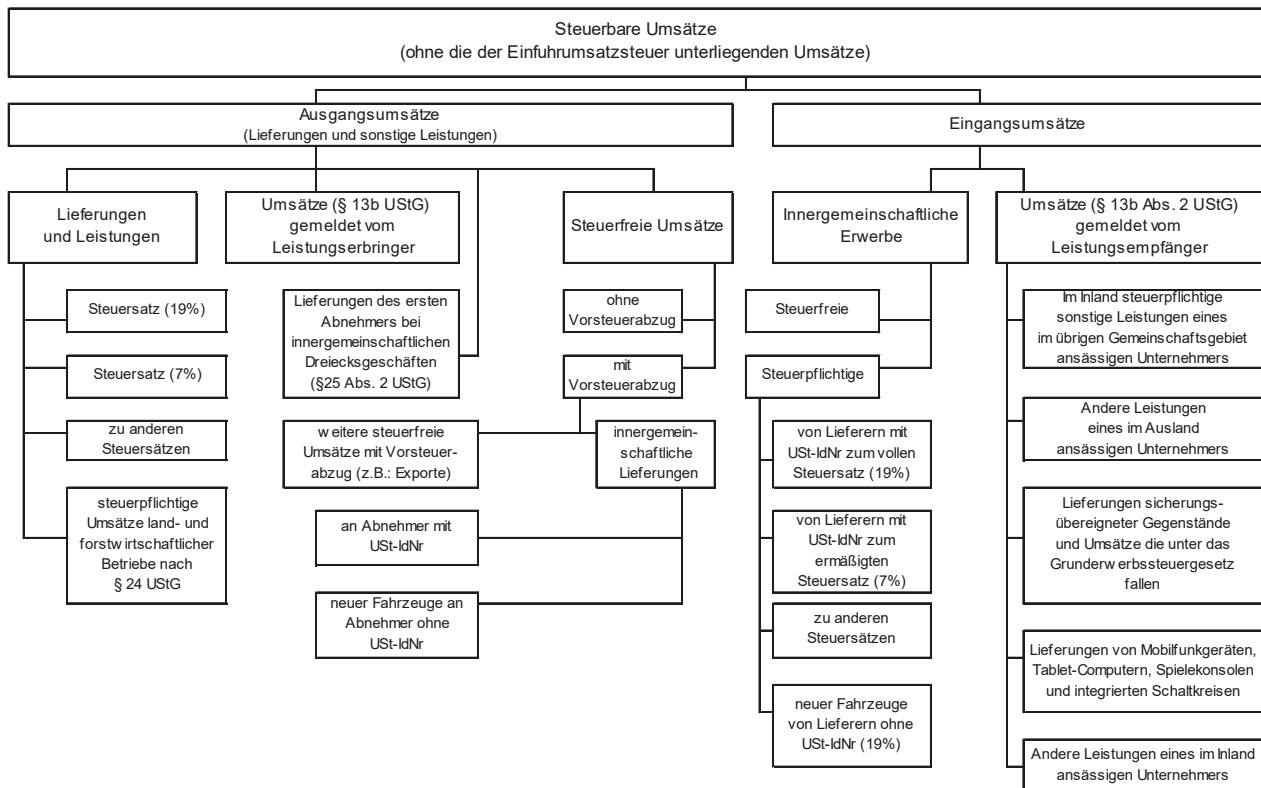 Steuerbare Umsätze
(ohne die der Einfuhrumsatzsteuer unterliegenden Umsätze)
Ausgangsumsätze
(Lieferungen und sonstige Leistungen)
Eingangsumsätze
Lieferungen
und Leistungen
Umsätze (§ 13b UStG)
gemeldet vom
Leistungserbringer
Steuerfreie Umsätze
Innergemeinschaftliche
Erwerbe
Umsätze (§ 13b Abs. 2 UStG)
gemeldet vom
Leistungsempfänger
Steuersatz (19%)
Steuersatz (7%)
zu anderen
Steuersätzen
steuerpflichtige
Umsätze land- und
forstwirtschaftlicher
Betriebe nach
§ 24 UStG
Lieferungen des ersten
Abnehmers bei
innergemeinschaftlichen
Dreiecksgeschäften
(§25 Abs. 2 UStG)
ohne
Vorsteuerabzug
mit
Vorsteuerabzug
weitere steuerfreie
Umsätze mit Vorsteuer-
abzug (z.B.: Exporte)
innergemein-
schaftliche
Lieferungen
an Abnehmer mit
USt-IdNr
neuer Fahrzeuge an
Abnehmer ohne
USt-IdNr
Steuerfreie
Steuerpflichtige
von Lieferern mit
USt-IdNr zum vollen
Steuersatz (19%)
von Lieferern mit
USt-IdNr zum
ermäßigten
Steuersatz (7%)
zu anderen
Steuersätzen
neuer Fahrzeuge
von Lieferern ohne
USt-IdNr (19%)
Im Inland steuerpflichtige
sonstige Leistungen eines
im übrigen Gemeinschaftsgebiet
ansässigen Unternehmers
Andere Leistungen
eines im Ausland
ansässigen Unternehmers
Lieferungen sicherungs-
übereigneter Gegenstände
und Umsätze die unter das
Grunderwerbssteuergesetz
fallen
Lieferungen von Mobilfunkgeräten,
Tablet-Computern, Spielekonsolen
und integrierten Schaltkreisen
Andere Leistungen eines im Inland
ansässigen Unternehmers